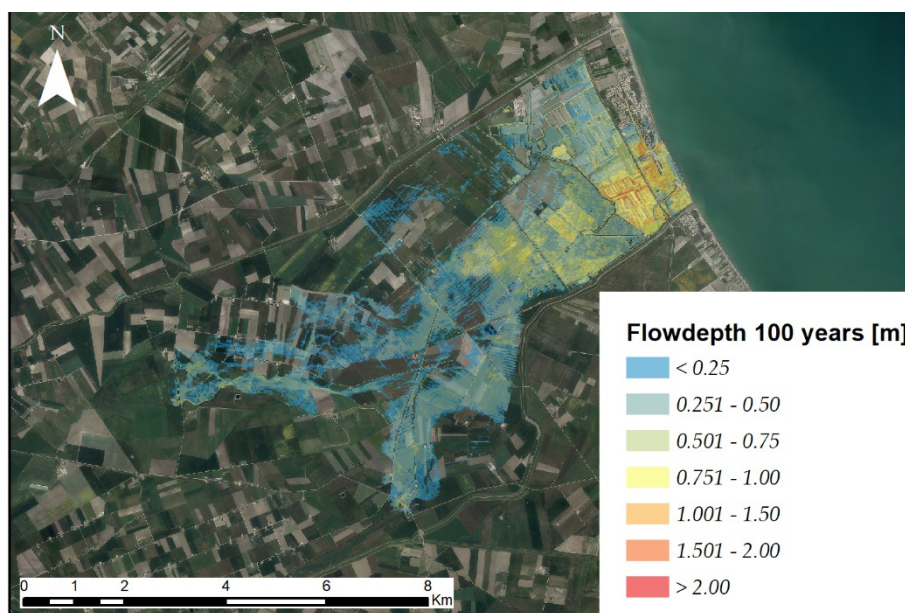 N
Flowdepth 100 years [m]
< 0.25
0.251 - 0.50
0.501 - 0.75
0.751 - 1.00
1.001 - 1.50
1.501 - 2.00
> 2.00
0 1 2 4 6 8
Km